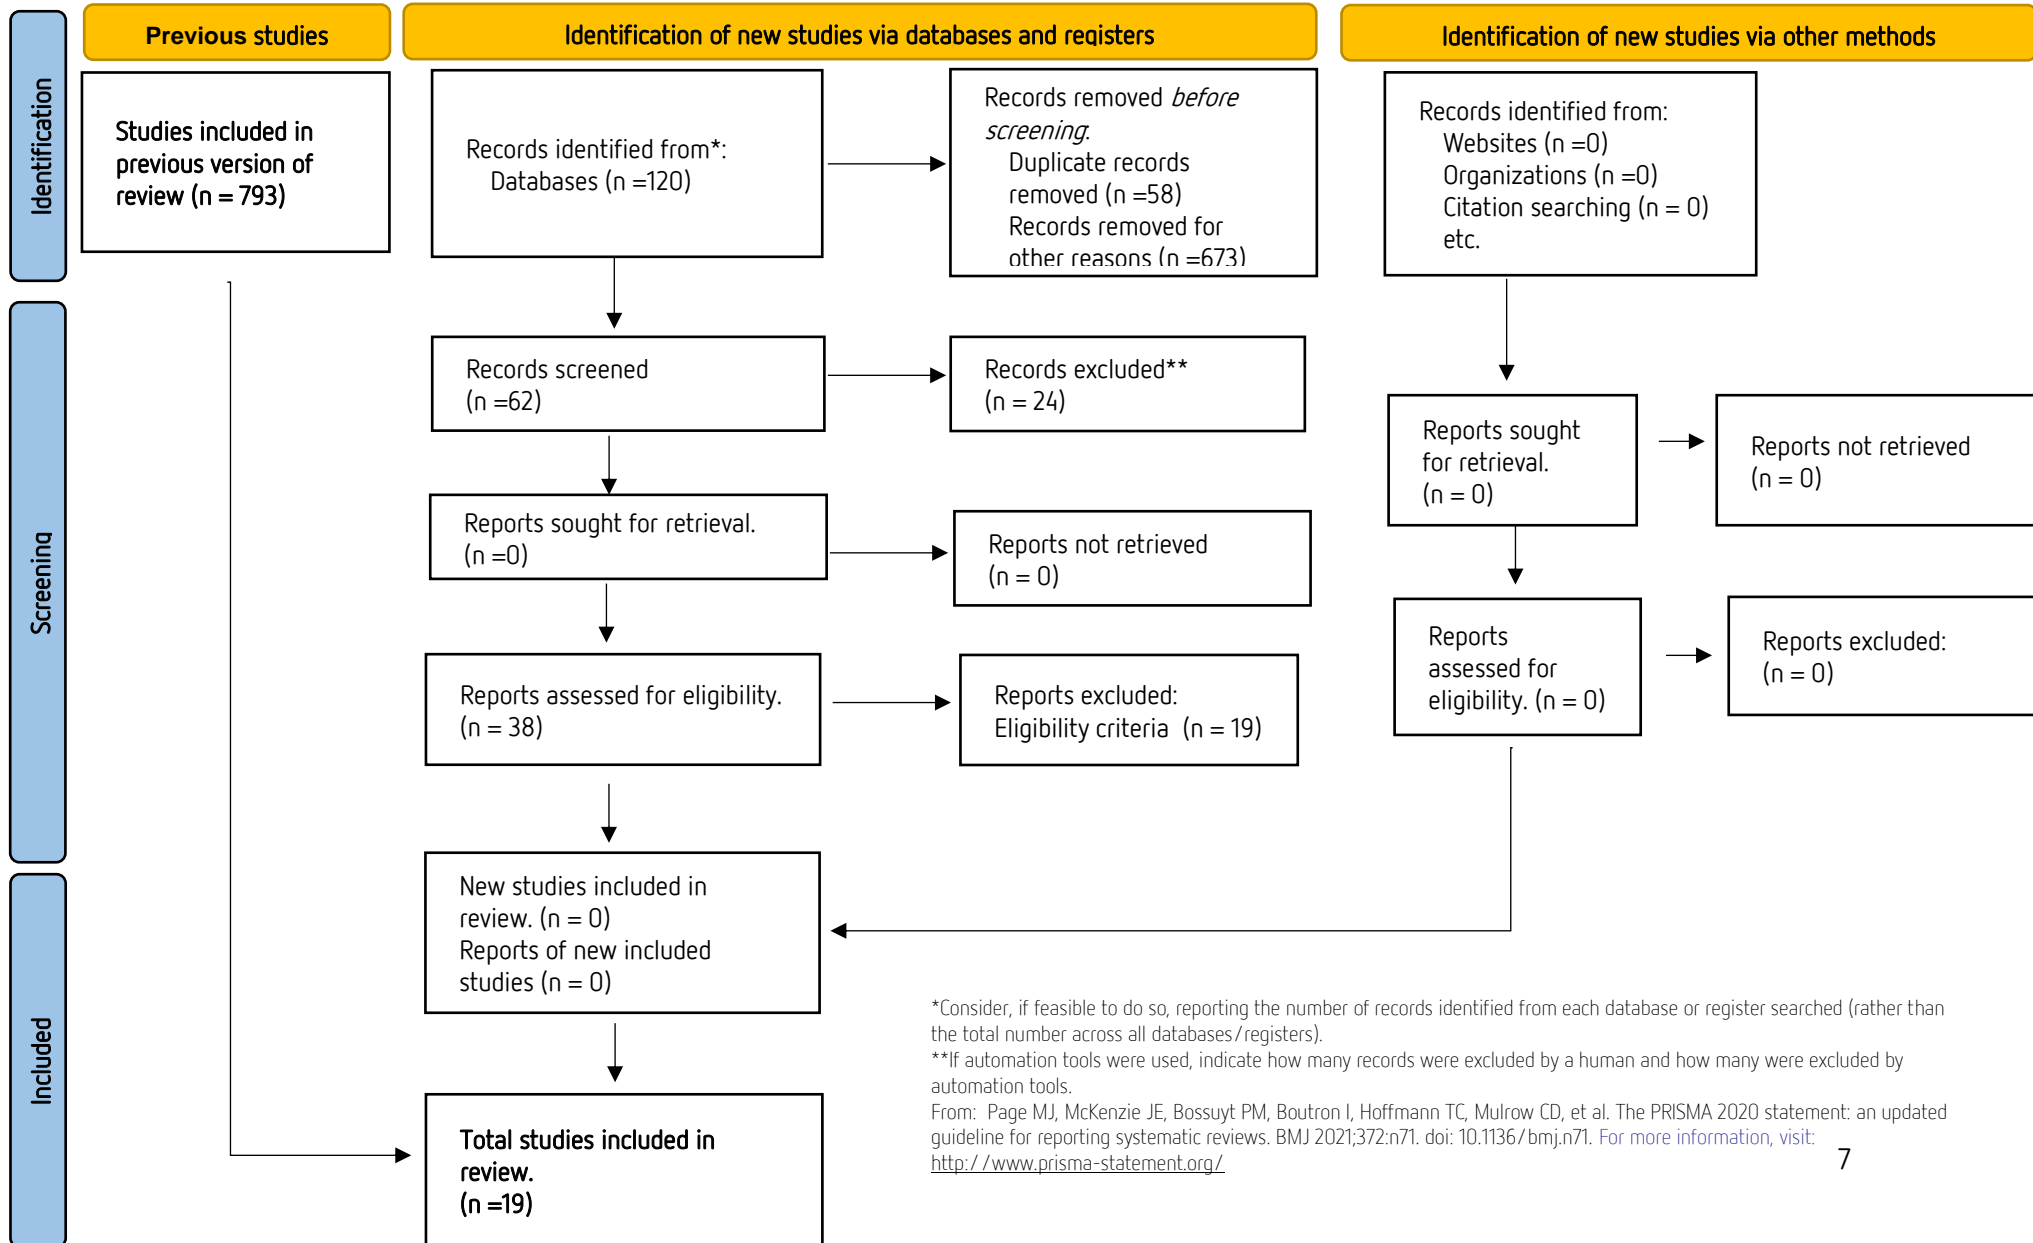 Previous studies
Identification of new studies via databases and registers
Identification of new studies via other methods
Identification
Studies included in
previous version of
review (n = 793)
Records identified from*:
Databases (n =120)
Records removed before
screening:
Duplicate records
removed (n =58)
Records removed for
other reasons (n =673)
Records identified from:
Websites (n =0)
Organizations (n =0)
Citation searching (n = 0)
etc.
Screening
Records screened
(n =62)
Records excluded**
(n = 24)
Reports sought for retrieval.
(n =0)
Reports not retrieved
(n = 0)
Reports sought
for retrieval.
(n = 0)
Reports not retrieved
(n = 0)
Reports assessed for eligibility.
(n = 38)
Reports excluded:
Eligibility criteria (n = 19)
Reports
assessed for
eligibility. (n = 0)
Reports excluded:
(n = 0)
Included
New studies included in
review. (n = 0)
Reports of new included
studies (n = 0)
Total studies included in
review.
(n =19)
*Consider, if feasible to do so, reporting the number of records identified from each database or register searched (rather than
the total number across all databases/registers).
**If automation tools were used, indicate how many records were excluded by a human and how many were excluded by
automation tools.
From: Page MJ, McKenzie JE, Bossuyt PM, Boutron I, Hoffmann TC, Mulrow CD, et al. The PRISMA 2020 statement: an updated
guideline for reporting systematic reviews. BMJ 2021;372:n71. doi: 10.1136/bmj.n71. For more information, visit:
http://www.prisma-statement.org/
7